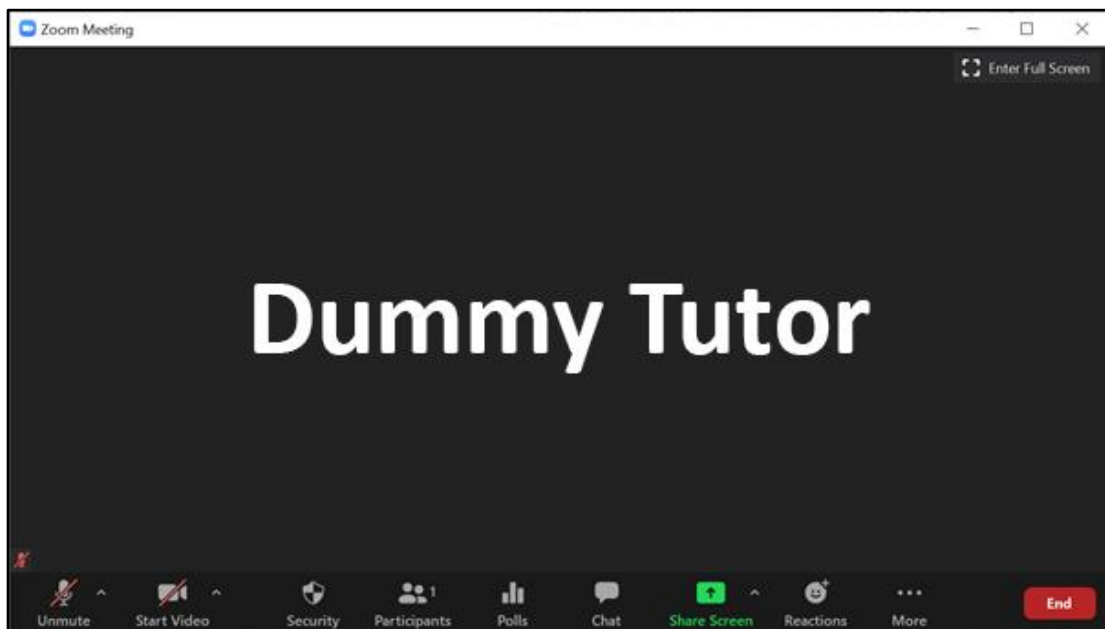 Zoom Meeting
Enter Full Screen
Dummy Tutor
Unmute Start Video Security Participants 1 Polls Chat Share Screen Reactions More End